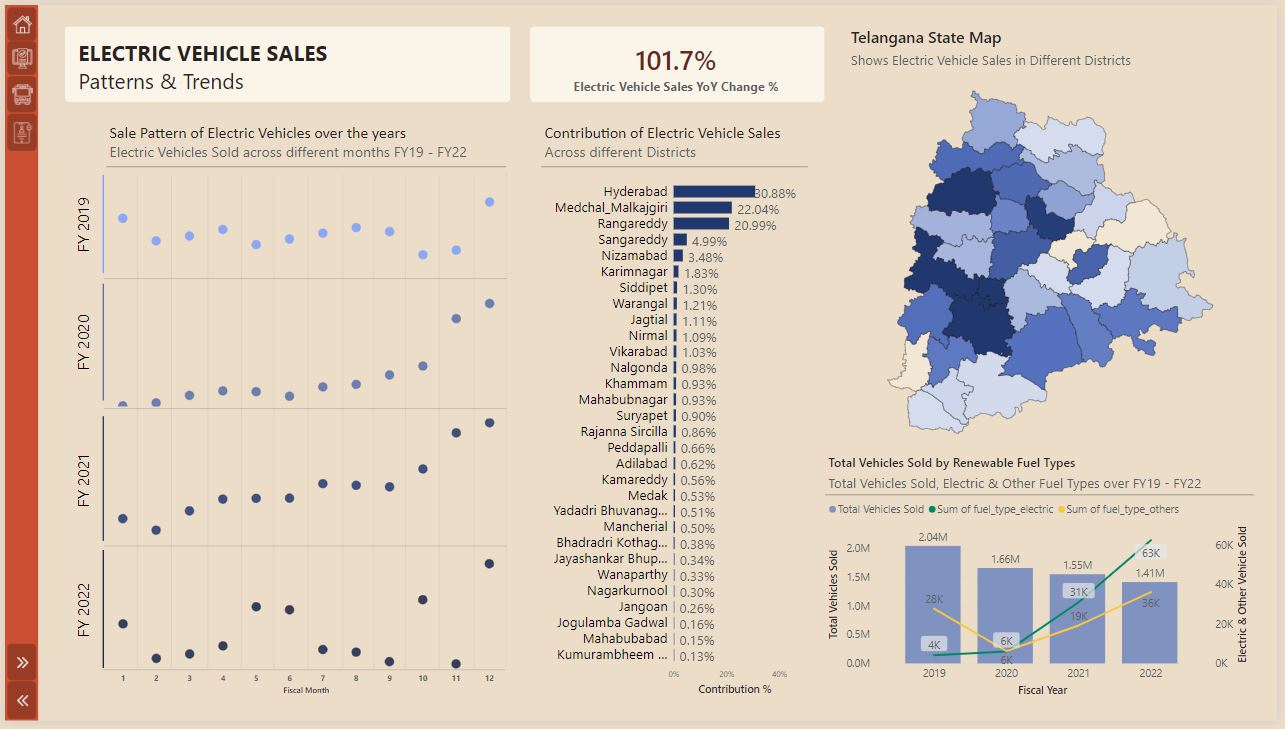 ELECTRIC VEHICLE SALES
Patterns & Trends
101.7%
Electric Vehicle Sales YoY Change %
Telangana State Map
Shows Electric Vehicle Sales in Different Districts
Sale Pattern of Electric Vehicles over the years
Electric Vehicles Sold across different months FY19 - FY22
FY 2019
FY 2020
FY 2021
FY 2022
1 2 3 4 5 6 7 8 9 10 11 12
Fiscal Month
Contribution of Electric Vehicle Sales
Across different Districts
Hyderabad 30.88%
Medchal_Malkajgiri 22.04%
Rangareddy 20.99%
Sangareddy 4.99%
Nizamabad 3.48%
Karimnagar 1.83%
Siddipet 1.30%
Warangal 1.21%
Jagtial 1.11%
Nirmal 1.09%
Vikarabad 1.03%
Nalgonda 0.98%
Khammam 0.93%
Mahabubnagar 0.93%
Suryapet 0.90%
Rajanna Sircilla 0.86%
Peddapalli 0.66%
Adilabad 0.62%
Kamareddy 0.56%
Medak 0.53%
Yadadri Bhuvanag... 0.51%
Mancherial 0.50%
Bhadradri Kothag... 0.38%
Jayashankar Bhup... 0.34%
Wanaparthy 0.33%
Nagarkurnool 0.30%
Jangoan 0.26%
Jogulamba Gadwal 0.16%
Mahabubabad 0.15%
Kumurambheem ... 0.13%
0% 20% 40%
Contribution %
Total Vehicles Sold by Renewable Fuel Types
Total Vehicles Sold, Electric & Other Fuel Types over FY19 - FY22
Total Vehicles Sold Sum of fuel_type_electric Sum of fuel_type_others
Total Vehicles Sold
2.0M
1.5M
1.0M
0.5M
0.0M
2.04M
1.66M
1.55M
1.41M
28K
4K
6K
6K
31K
19K
63K
36K
60K
40K
20K
0K
Electric & Other Vehicle Sold
2019 2020 2021 2022
Fiscal Year